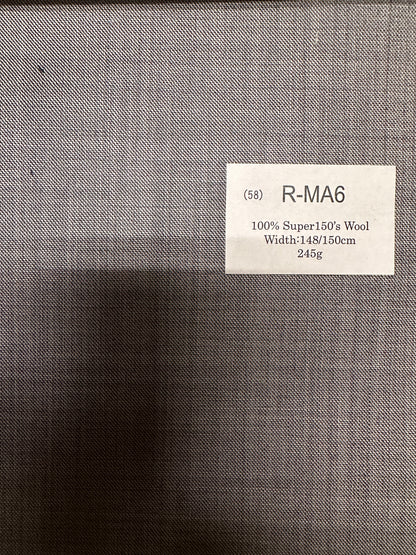 (58) R-MA6
100% Super150's Wool
Width:148/150cm
245g